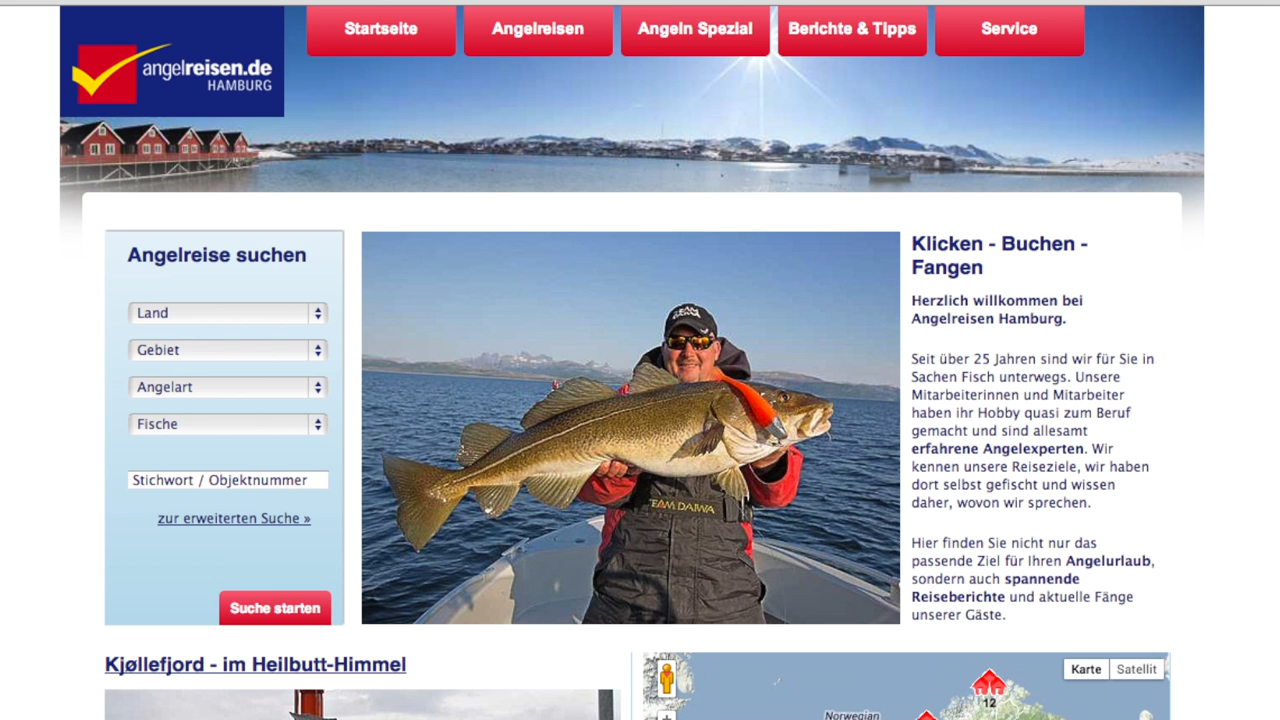 angelreisen.de
HAMBURG
Startseite
Angelreisen
Angeln Spezial
Berichte & Tipps
Service
Angelreise suchen
Land
Gebiet
Angelart
Fische
Stichwort / Objektnummer
zur erweiterten Suche »
Suche starten
TEAM
DAIWA
TEAM DAIWA
Klicken - Buchen -
Fangen
Herzlich willkommen bei
Angelreisen Hamburg.
Seit über 25 Jahren sind wir für Sie in
Sachen Fisch unterwegs. Unsere
Mitarbeiterinnen und Mitarbeiter
haben ihr Hobby quasi zum Beruf
gemacht und sind allesamt
erfahrene Angelexperten. Wir
kennen unsere Reiseziele, wir haben
dort selbst gefischt und wissen
daher, wovon wir sprechen.
Hier finden Sie nicht nur das
passende Ziel für Ihren Angelurlaub,
sondern auch spannende
Reiseberichte und aktuelle Fänge
unserer Gäste.
Kjøllefjord - im Heilbutt-Himmel
Karte
Satellit
12
Norwegian